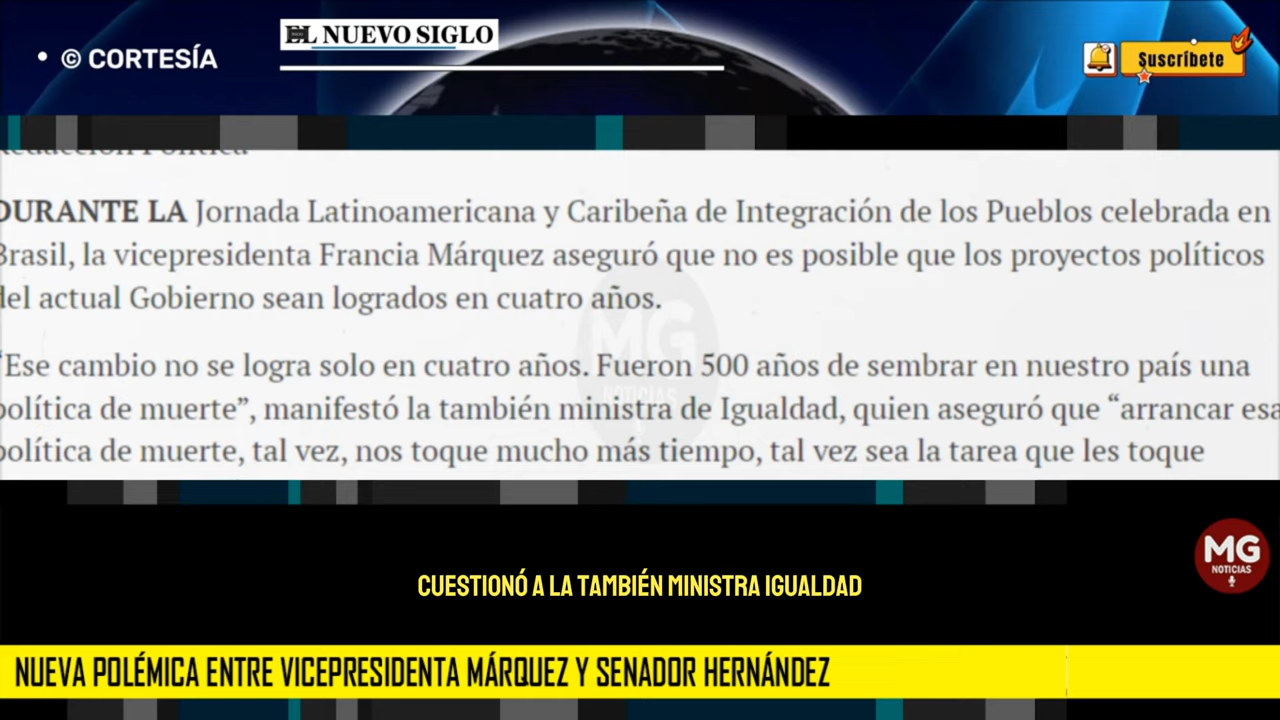 • © CORTESÍA
EL NUEVO SIGLO
Suscríbete
Redacción Política
DURANTE LA Jornada Latinoamericana y Caribeña de Integración de los Pueblos celebrada en
Brasil, la vicepresidenta Francia Márquez aseguró que no es posible que los proyectos políticos
del actual Gobierno sean logrados en cuatro años.
“Ese cambio no se logra solo en cuatro años. Fueron 500 años de sembrar en nuestro país una
política de muerte”, manifestó la también ministra de Igualdad, quien aseguró que “arrancar esa
política de muerte, tal vez, nos toque mucho más tiempo, tal vez sea la tarea que les toque
MG
NOTICIAS
MG
NOTICIAS
CUESTIONÓ A LA TAMBIÉN MINISTRA IGUALDAD
NUEVA POLÉMICA ENTRE VICEPRESIDENTA MÁRQUEZ Y SENADOR HERNÁNDEZ